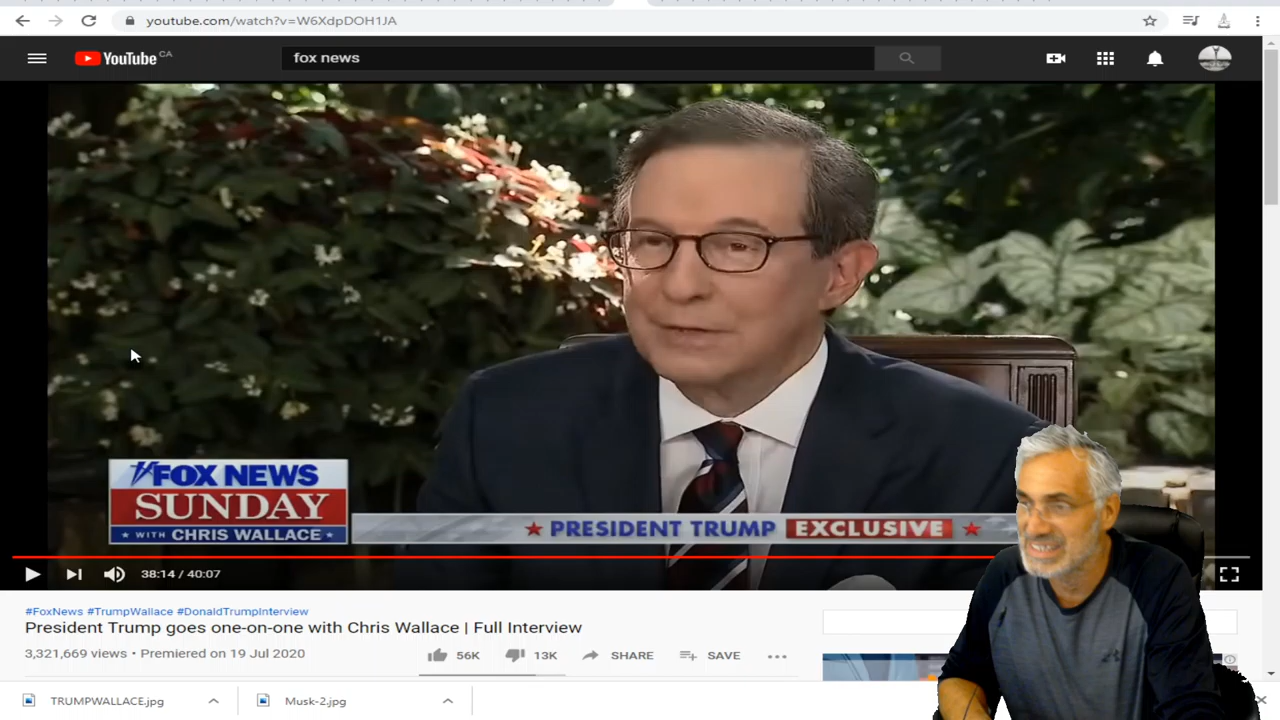 youtube.com/watch?v=W6XdpDOH1JA
YouTube CA
fox news
FOX NEWS
SUNDAY
WITH CHRIS WALLACE
PRESIDENT TRUMP EXCLUSIVE
38:14 / 40:07
#FoxNews #TrumpWallace #DonaldTrumpInterview
President Trump goes one-on-one with Chris Wallace | Full Interview
3,321,669 views • Premiered on 19 Jul 2020
56K 13K SHARE SAVE
TRUMPWALLACE.jpg
Musk-2.jpg